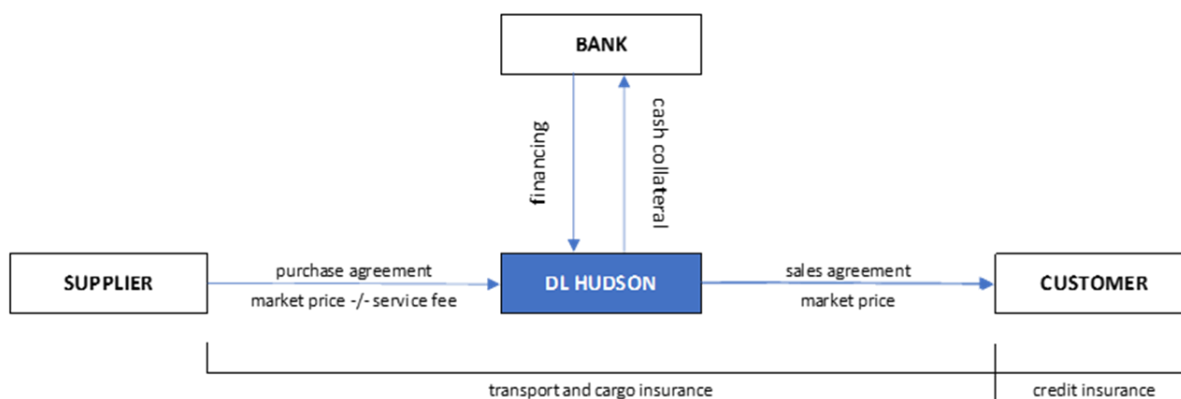 BANK
financing
cash collateral
SUPPLIER
purchase agreement
market price -/- service fee
DL HUDSON
sales agreement
market price
CUSTOMER
transport and cargo insurance
credit insurance